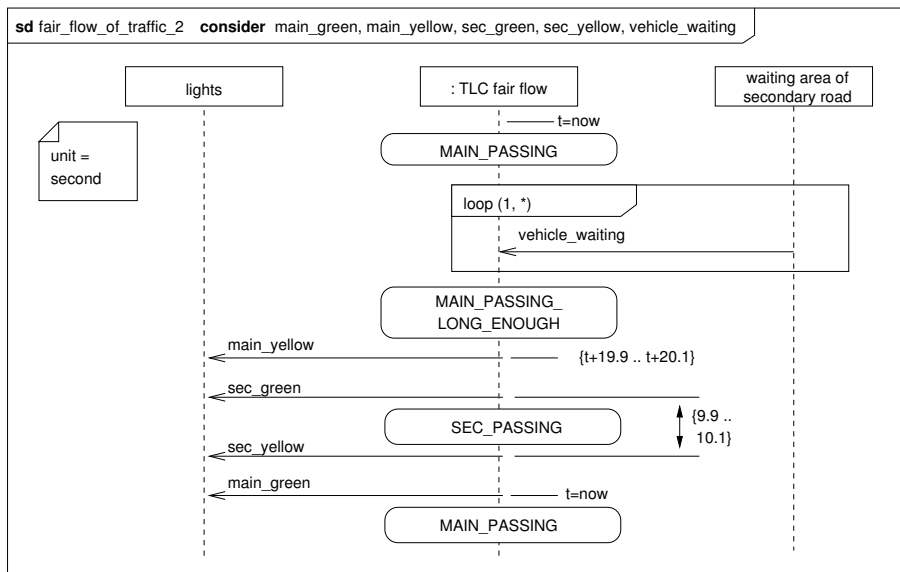 sd fair_flow_of_traffic_2 consider main_green, main_yellow, sec_green, sec_yellow, vehicle_waiting
lights
: TLC fair flow
waiting area of
secondary road
t=now
unit =
second
MAIN_PASSING
loop (1, *)
vehicle_waiting
MAIN_PASSING_
LONG_ENOUGH
main_yellow
{t+19.9 .. t+20.1}
sec_green
SEC_PASSING
{9.9 ..
10.1}
sec_yellow
main_green
t=now
MAIN_PASSING